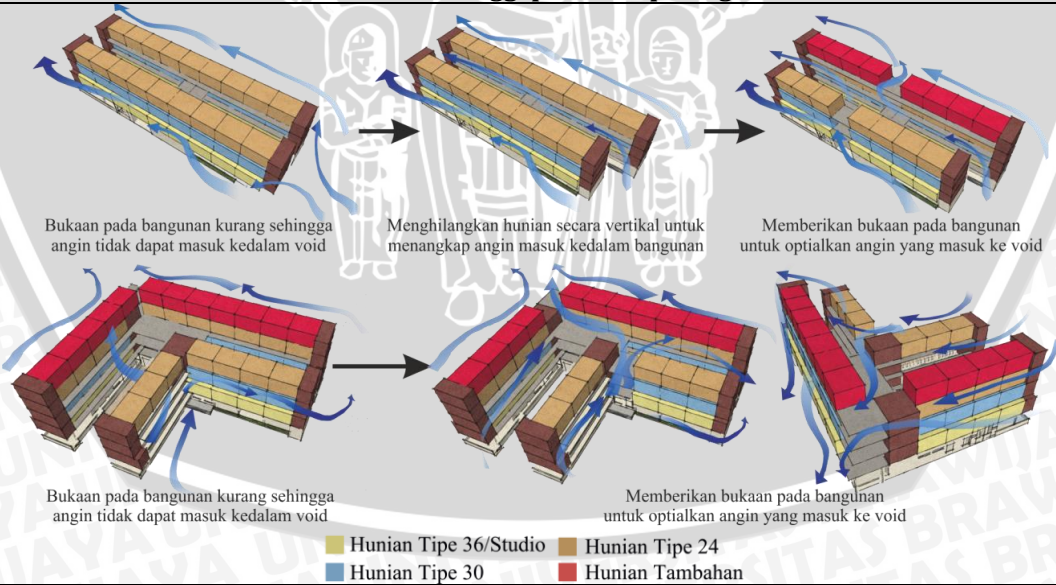 Bukaan pada bangunan kurang sehingga
angin tidak dapat masuk kedalam void
Menghilangkan hunian secara vertikal untuk
menangkap angin masuk kedalam bangunan
Memberikan bukaan pada bangunan
untuk optialkan angin yang masuk ke void
Bukaan pada bangunan kurang sehingga
angin tidak dapat masuk kedalam void
Memberikan bukaan pada bangunan
untuk optialkan angin yang masuk ke void
Hunian Tipe 36/Studio
Hunian Tipe 24
Hunian Tipe 30
Hunian Tambahan